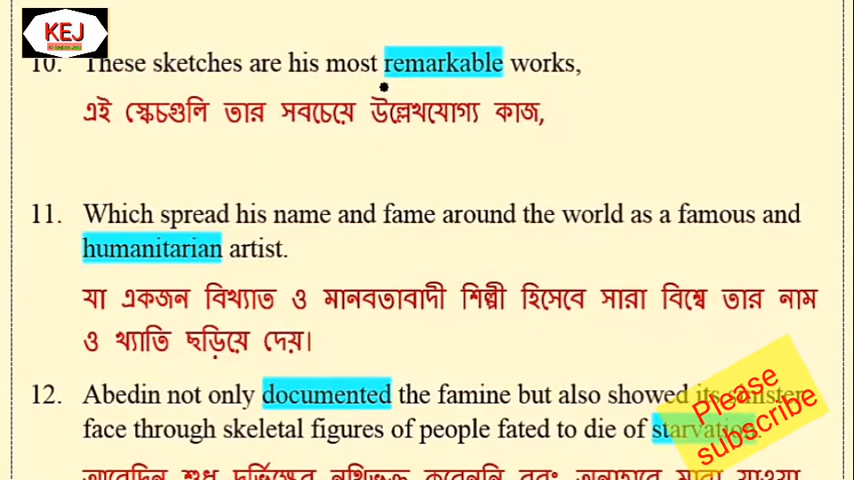 KEJ
10. These sketches are his most remarkable works,
এই স্কেচগুলি তার সবচেয়ে উল্লেখযোগ্য কাজ,
11. Which spread his name and fame around the world as a famous and
humanitarian artist.
যা একজন বিখ্যাত ও মানবতাবাদী শিল্পী হিসেবে সারা বিশ্বে তার নাম
ও খ্যাতি ছড়িয়ে দেয়।
12. Abedin not only documented the famine but also showed its sinister
face through skeletal figures of people fated to die of starvation.
Please
subscribe